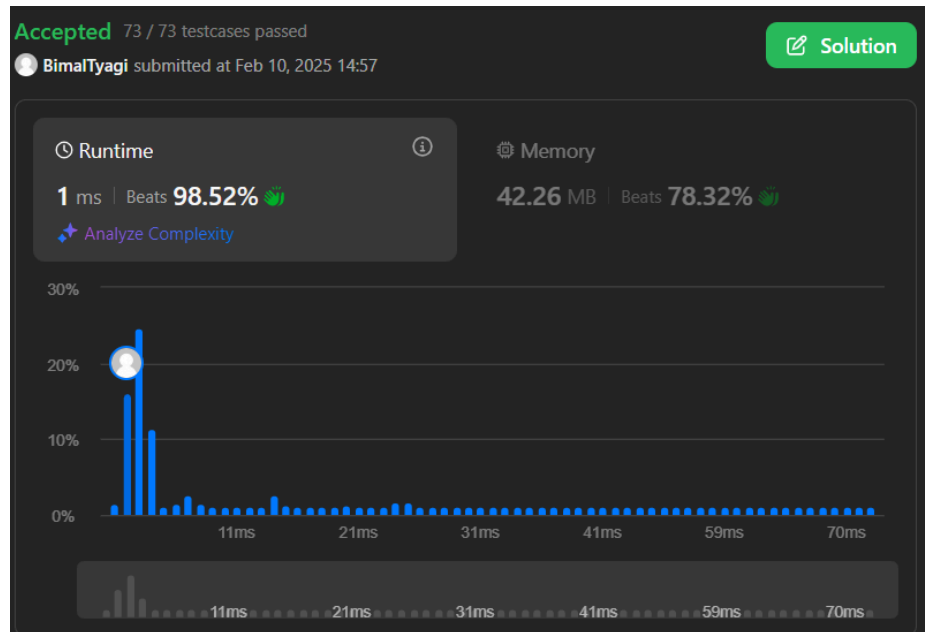 Accepted 73 / 73 testcases passed
Solution
BimalTyagi submitted at Feb 10, 2025 14:57
Runtime
Memory
1 ms Beats 98.52%
42.26 MB Beats 78.32%
Analyze Complexity
30%
20%
10%
0%
11ms 21ms 31ms 41ms 59ms 70ms
11ms 21ms 31ms 41ms 59ms 70ms